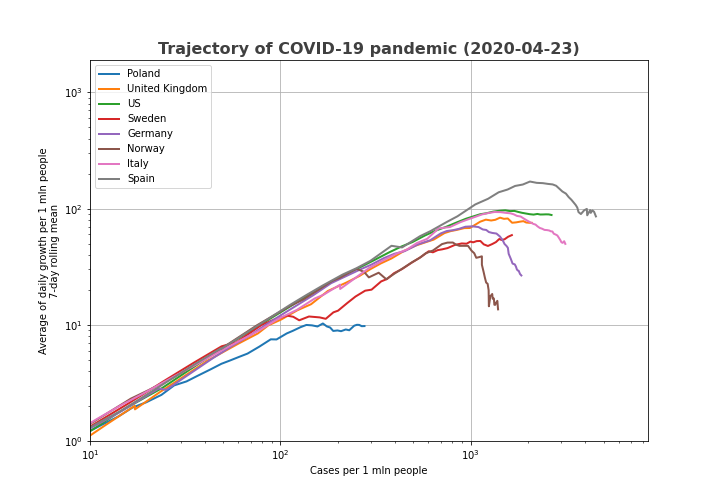 Trajectory of COVID-19 pandemic (2020-04-23)
Poland
United Kingdom
US
Sweden
Germany
Norway
Italy
Spain
Average of daily growth per 1 mln people
7-day rolling mean
10³
10²
10¹
10⁰
10¹
10²
10³
Cases per 1 mln people